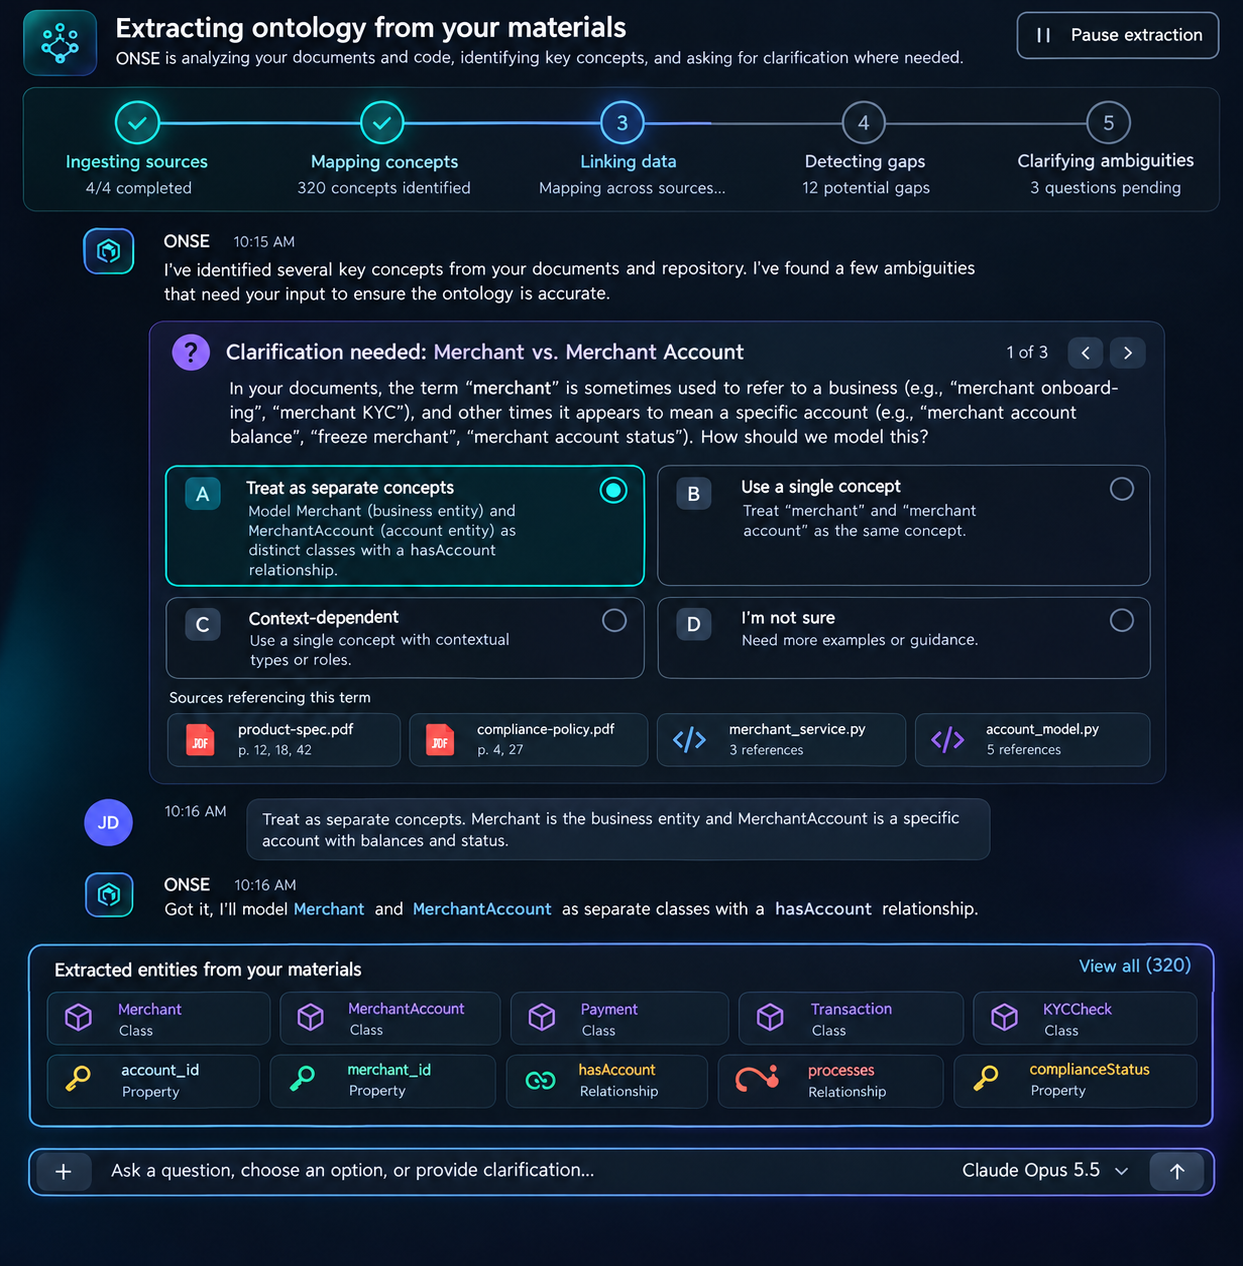 Extracting ontology from your materials
ONSE is analyzing your documents and code, identifying key concepts, and asking for clarification where needed.
Pause extraction
3
4
5
Ingesting sources
Mapping concepts
Linking data
Detecting gaps
Clarifying ambiguities
4/4 completed
320 concepts identified
Mapping across sources...
12 potential gaps
3 questions pending
ONSE 10:15 AM
I've identified several key concepts from your documents and repository. I've found a few ambiguities
that need your input to ensure the ontology is accurate.
? Clarification needed: Merchant vs. Merchant Account
1 of 3
In your documents, the term “merchant” is sometimes used to refer to a business (e.g., “merchant onboard-
ing”, “merchant KYC”), and other times it appears to mean a specific account (e.g., “merchant account
balance”, “freeze merchant”, “merchant account status”). How should we model this?
A
Treat as separate concepts
Model Merchant (business entity) and
MerchantAccount (account entity) as
distinct classes with a hasAccount
relationship.
B
Use a single concept
Treat “merchant” and “merchant
account” as the same concept.
C
Context-dependent
Use a single concept with contextual
types or roles.
D
I'm not sure
Need more examples or guidance.
Sources referencing this term
product-spec.pdf
p. 12, 18, 42
compliance-policy.pdf
p. 4, 27
merchant_service.py
3 references
account_model.py
5 references
JD
10:16 AM
Treat as separate concepts. Merchant is the business entity and MerchantAccount is a specific
account with balances and status.
ONSE 10:16 AM
Got it, I'll model Merchant and MerchantAccount as separate classes with a hasAccount relationship.
Extracted entities from your materials
View all (320)
Merchant
Class
MerchantAccount
Class
Payment
Class
Transaction
Class
KYCCheck
Class
account_id
Property
merchant_id
Property
hasAccount
Relationship
processes
Relationship
complianceStatus
Property
+ Ask a question, choose an option, or provide clarification...
Claude Opus 5.5